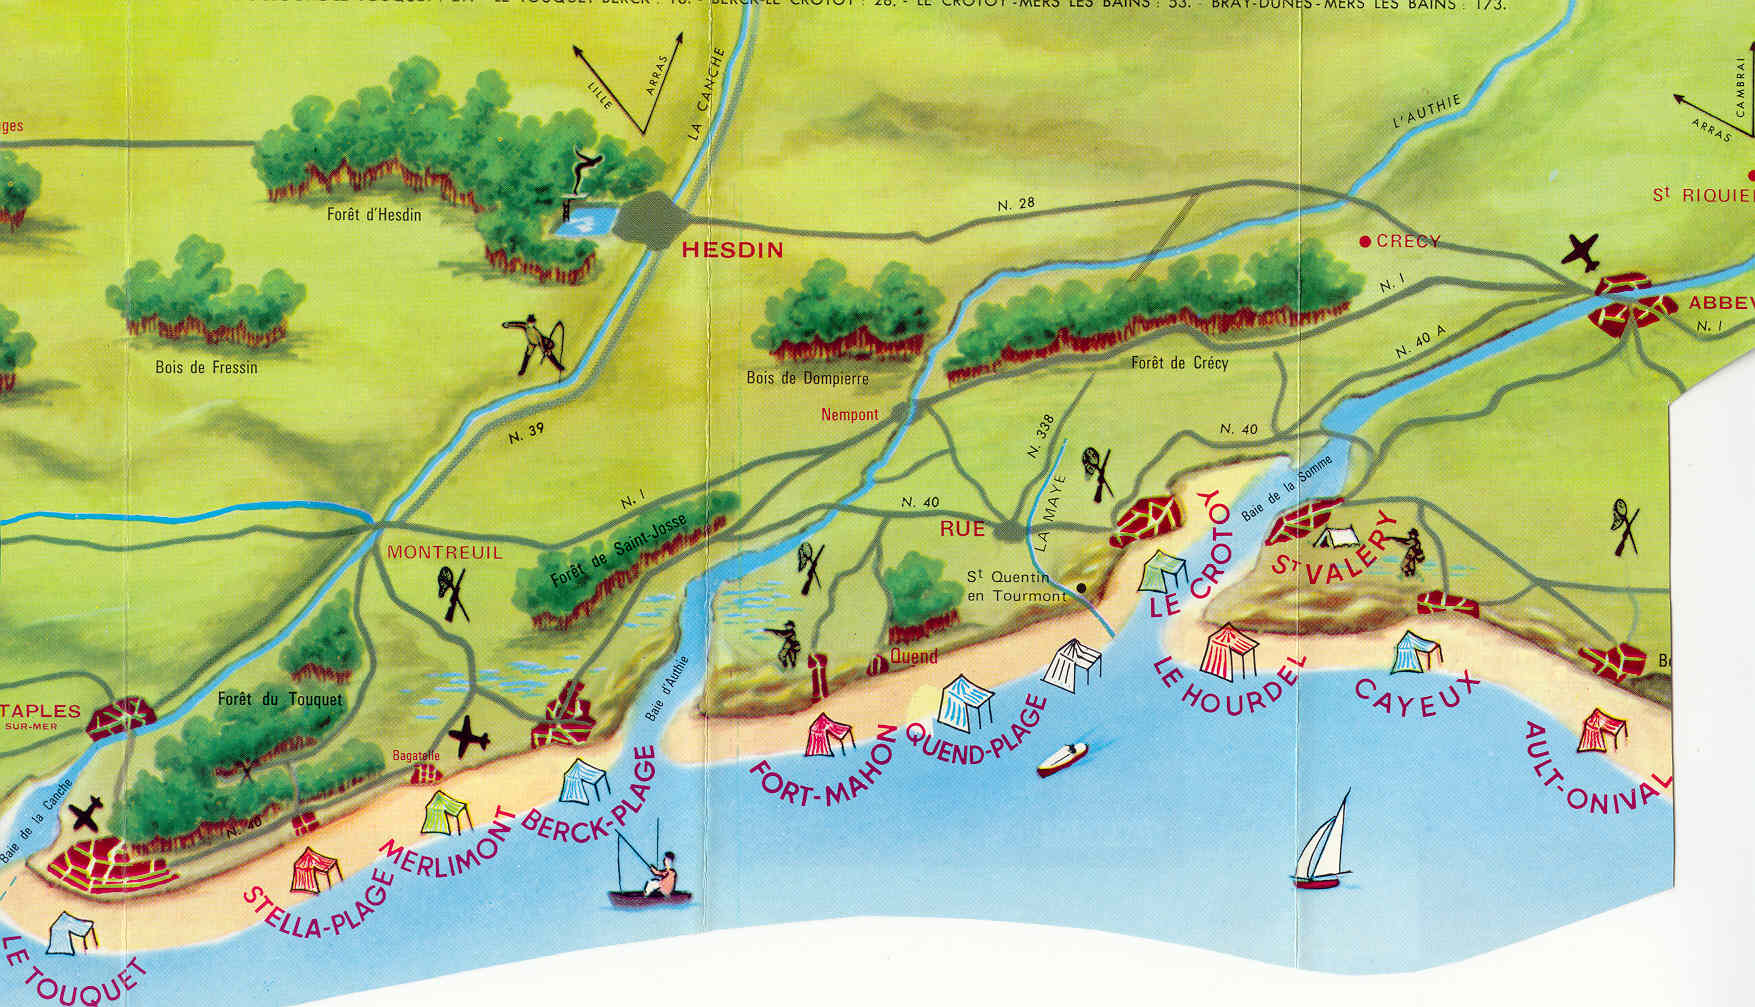 LE TOUQUET-BERCK : 16. - BERCK-LE CROTOY : 26. - LE CROTOY-MERS LES BAINS : 53. - BRAY-DUNES-MERS LES BAINS : 173.
LILLE
ARRAS
LA CANCHE
L'AUTHIE
CAMBRAI
ARRAS
St RIQUIE
ges
Forêt d'Hesdin
HESDIN
N. 28
CRECY
N. 1
ABBEV
N. 1
Bois de Fressin
Bois de Dompierre
Forêt de Crécy
N. 40 A
Nempont
N. 39
N. 338
N. 40
Baie de la Somme
N. 1
N. 40
RUE
LA MAYE
MONTREUIL
Forêt de Saint-Josse
St Quentin
en Tourmont
LE CROTOY
St VALERY
Quend
Baie d'Authie
Forêt du Touquet
TAPLES
SUR-MER
Bagatelle
B
Baie de la Canche
N. 40
LE TOUQUET
STELLA-PLAGE
MERLIMONT
BERCK-PLAGE
FORT-MAHON
QUEND-PLAGE
LE HOURDEL
CAYEUX
AULT-ONIVAL